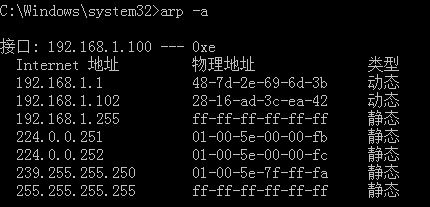 C:\Windows\system32>arp -a
接口: 192.168.1.100 --- 0xe
Internet 地址 物理地址 类型
192.168.1.1 48-7d-2e-69-6d-3b 动态
192.168.1.102 28-16-ad-3c-ea-42 动态
192.168.1.255 ff-ff-ff-ff-ff-ff 静态
224.0.0.251 01-00-5e-00-00-fb 静态
224.0.0.252 01-00-5e-00-00-fc 静态
239.255.255.250 01-00-5e-7f-ff-fa 静态
255.255.255.255 ff-ff-ff-ff-ff-ff 静态